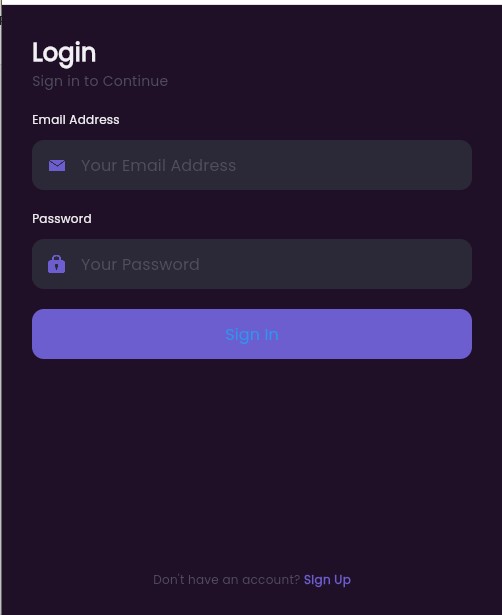 Login
Sign in to Continue
Email Address
Your Email Address
Password
Your Password
Sign In
Don't have an account? Sign Up